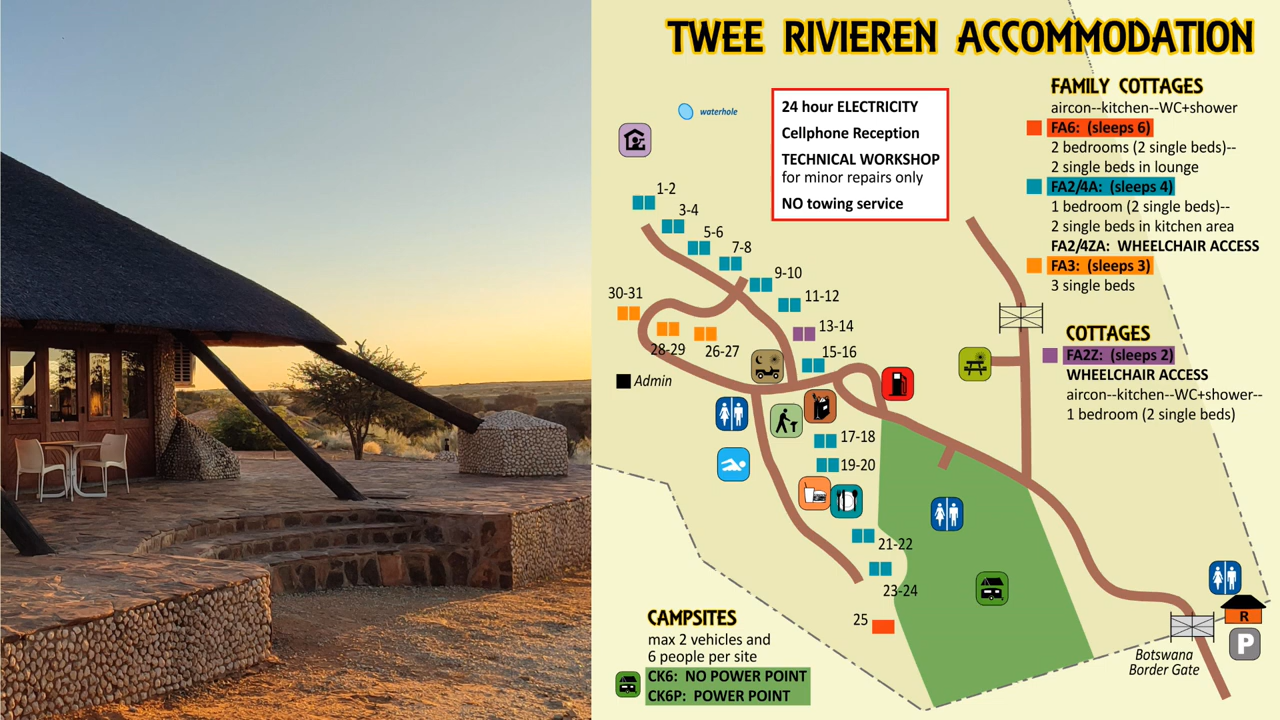 TWEE RIVIEREN ACCOMMODATION
waterhole
24 hour ELECTRICITY
Cellphone Reception
TECHNICAL WORKSHOP
for minor repairs only
NO towing service
FAMILY COTTAGES
aircon--kitchen--WC+shower
FA6: (sleeps 6)
2 bedrooms (2 single beds)--
2 single beds in lounge
FA2/4A: (sleeps 4)
1 bedroom (2 single beds)--
2 single beds in kitchen area
FA2/4ZA: WHEELCHAIR ACCESS
FA3: (sleeps 3)
3 single beds
COTTAGES
FA2Z: (sleeps 2)
WHEELCHAIR ACCESS
aircon--kitchen--WC+shower--
1 bedroom (2 single beds)
1-2
3-4
5-6
7-8
9-10
11-12
13-14
15-16
30-31
28-29
26-27
Admin
17-18
19-20
21-22
23-24
25
CAMPSITES
max 2 vehicles and
6 people per site
CK6: NO POWER POINT
CK6P: POWER POINT
R
P
Botswana
Border Gate